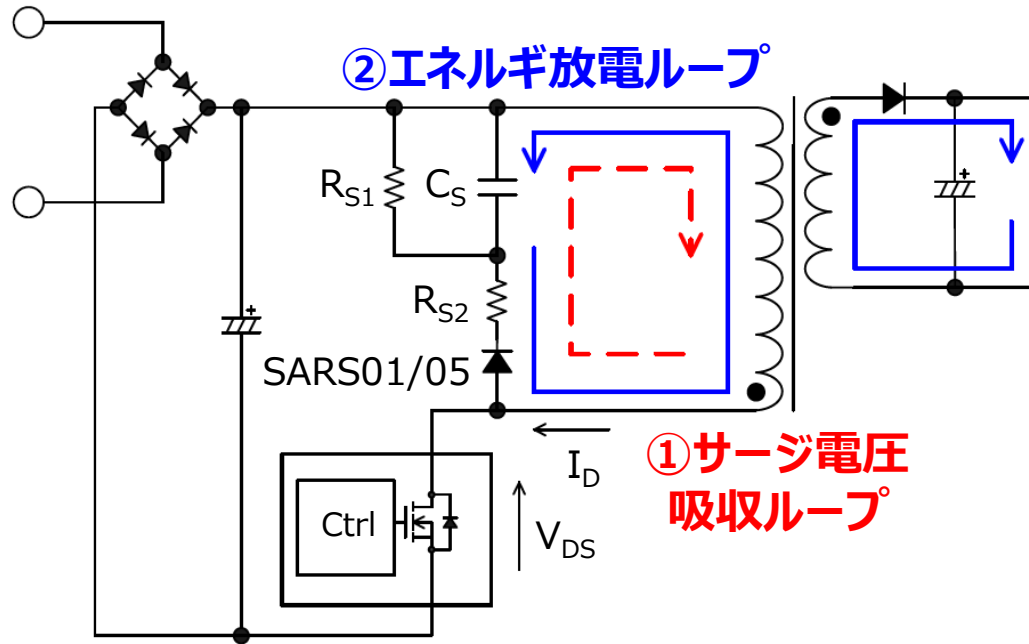 ②エネルギ放電ループ
R_S1
C_S
R_S2
SARS01/05
①サージ電圧
吸収ループ
I_D
Ctrl
V_DS
+
+